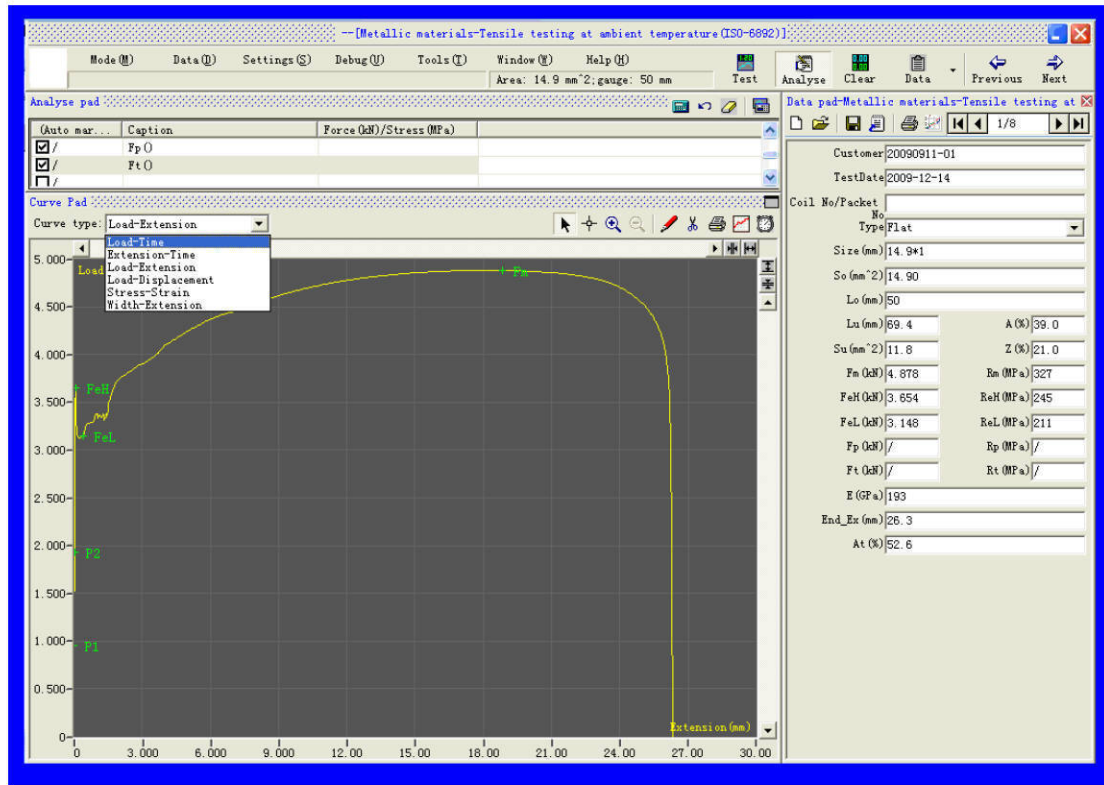 --[Metallic materials-Tensile testing at ambient temperature(ISO-6892)]
Mode(M) Data(D) Settings(S) Debug(U) Tools(T) Window(W) Help(H)
Area: 14.9 mm^2;gauge: 50 mm
Test Analyse Clear Data Previous Next
Analyse pad
(Auto mar... Caption Force(kN)/Stress(MPa)
/ Fp()
/ Ft()
/
Curve Pad
Curve type: Load-Extension
Load-Time
Extension-Time
Load-Extension
Load-Displacement
Stress-Strain
Width-Extension
Load
5.000
4.500
4.000
3.500
3.000
2.500
2.000
1.500
1.000
0.500
0
Fm
FeH
FeL
P2
P1
Extension(mm)
0 3.000 6.000 9.000 12.00 15.00 18.00 21.00 24.00 27.00 30.00
Data pad-Metallic materials-Tensile testing at
1/8
Customer 20090911-01
TestDate 2009-12-14
Coil No/Packet No
Type Flat
Size(mm) 14.9*1
So(mm^2) 14.90
Lo(mm) 50
Lu(mm) 69.4 A(%) 39.0
Su(mm^2) 11.8 Z(%) 21.0
Fm(kN) 4.878 Rm(MPa) 327
FeH(kN) 3.654 ReH(MPa) 245
FeL(kN) 3.148 ReL(MPa) 211
Fp(kN) / Rp(MPa) /
Ft(kN) / Rt(MPa) /
E(GPa) 193
End_Ex(mm) 26.3
At(%) 52.6